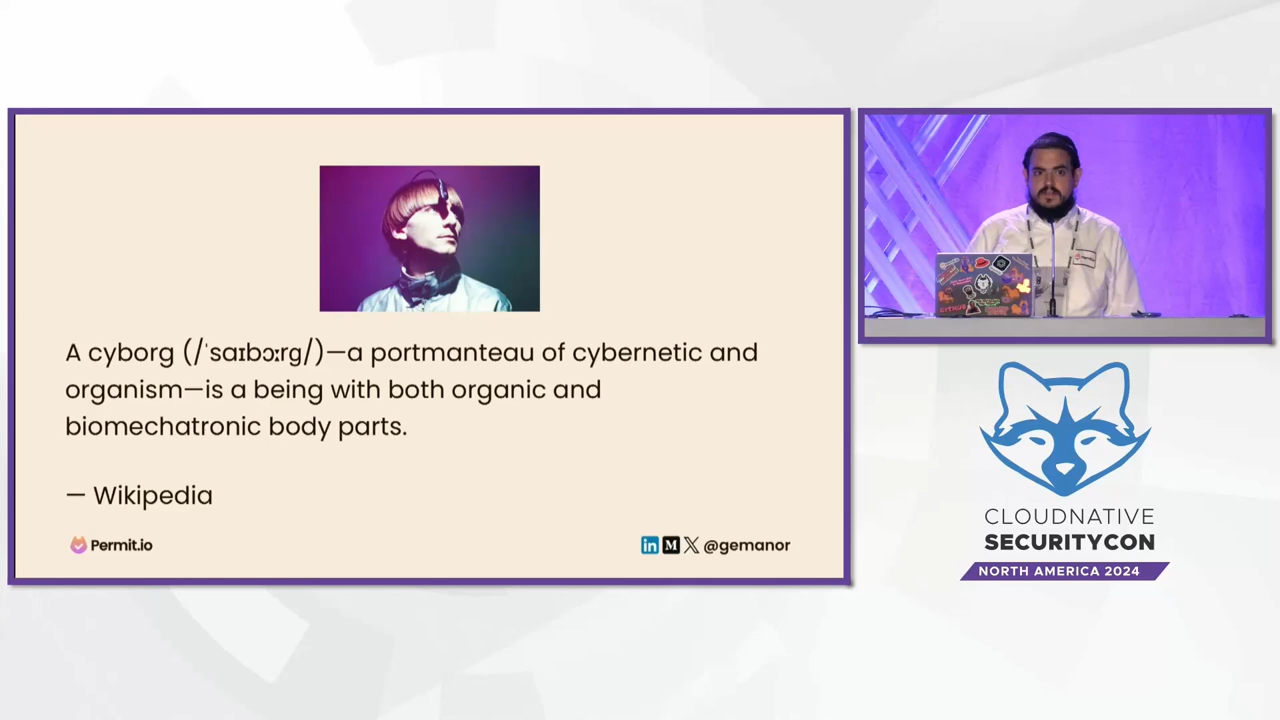 A cyborg (/ˈsaɪbɔːrg/)—a portmanteau of cybernetic and
organism—is a being with both organic and
biomechatronic body parts.
— Wikipedia
Permit.io
in M X @gemanor
CLOUDNATIVE
SECURITYCON
NORTH AMERICA 2024